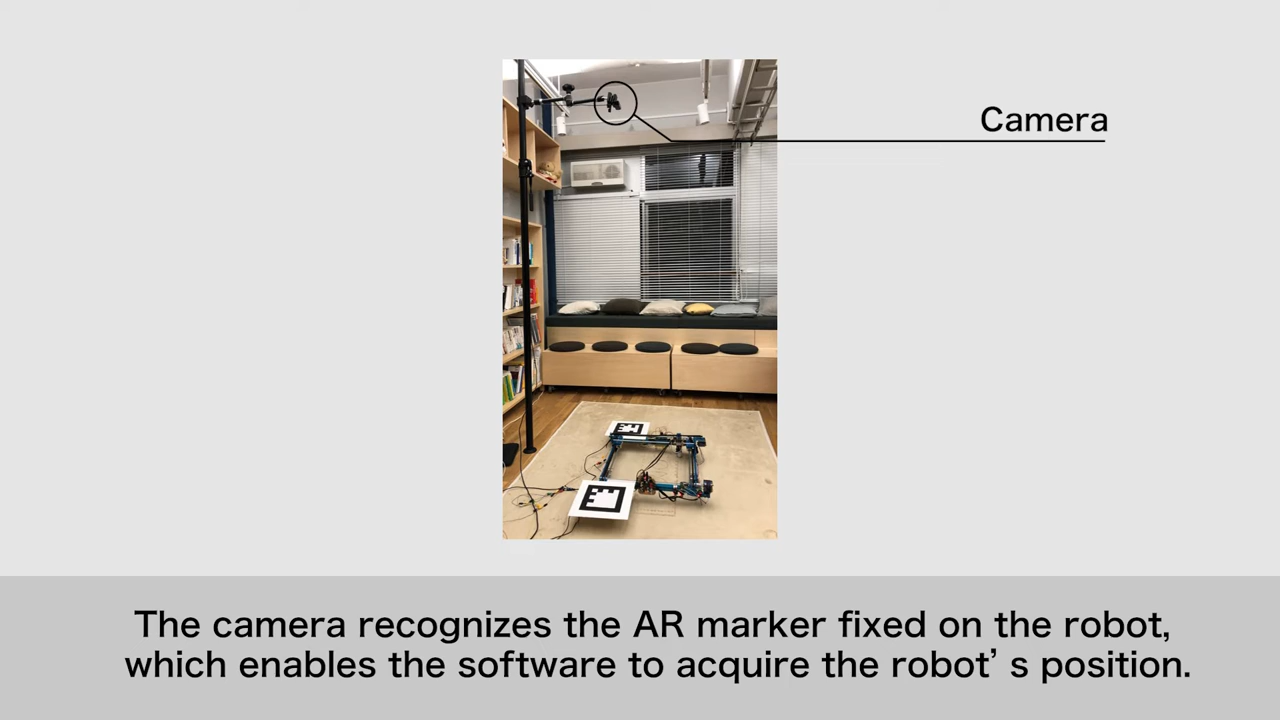 Camera
The camera recognizes the AR marker fixed on the robot,
which enables the software to acquire the robot’s position.